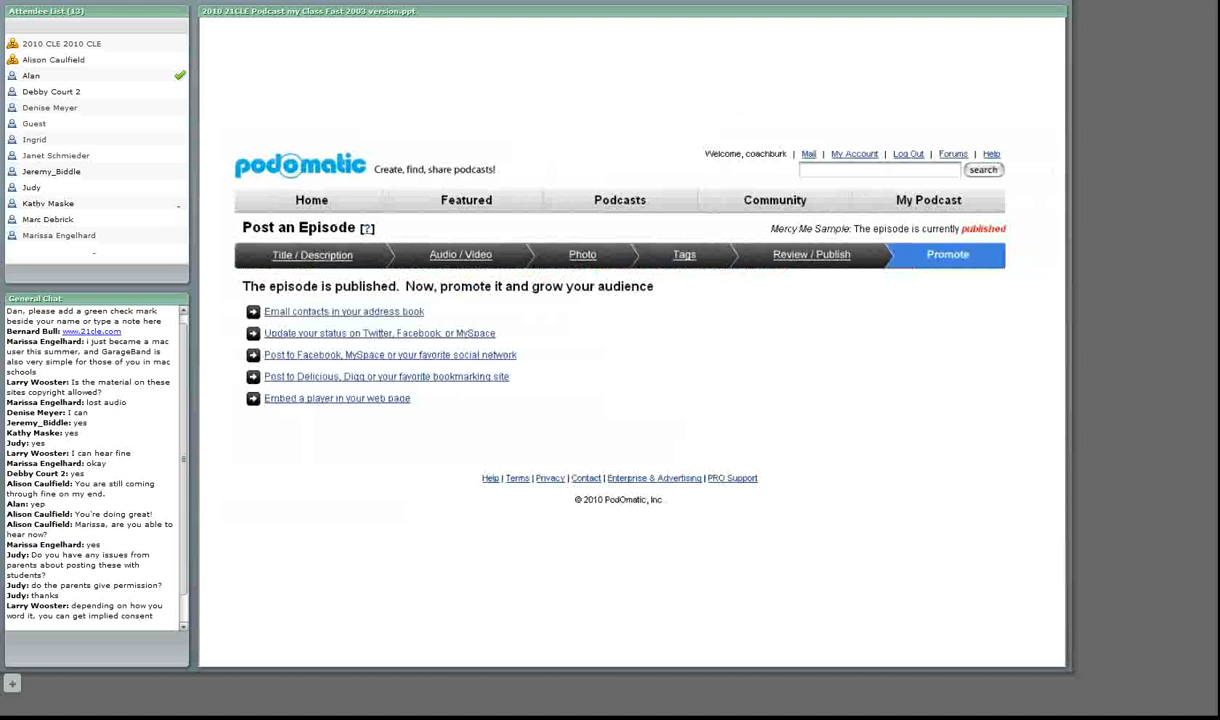 Attendee List (13)
2010 CLE 2010 CLE
Alison Caulfield
Alan
Debby Court 2
Denise Meyer
Guest
Ingrid
Janet Schmieder
Jeremy_Biddle
Judy
Kathy Maske
Marc Debrick
Marissa Engelhard
General Chat
Dan, please add a green check mark
beside your name or type a note here
Bernard Bull: www.21cle.com
Marissa Engelhard: i just became a mac
user this summer, and GarageBand is
also very simple for those of you in mac
schools
Larry Wooster: Is the material on these
sites copyright allowed?
Marissa Engelhard: lost audio
Denise Meyer: I can
Jeremy_Biddle: yes
Kathy Maske: yes
Judy: yes
Larry Wooster: I can hear fine
Marissa Engelhard: okay
Debby Court 2: yes
Alison Caulfield: You are still coming
through fine on my end.
Alan: yep
Alison Caulfield: You're doing great!
Alison Caulfield: Marissa, are you able to
hear now?
Marissa Engelhard: yes
Judy: Do you have any issues from
parents about posting these with
students?
Judy: do the parents give permission?
Judy: thanks
Larry Wooster: depending on how you
word it, you can get implied consent
2010 21CLE Podcast my Class Fast 2003 version.ppt
podomatic Create, find, share podcasts!
Welcome, coachburk | Mail | My Account | Log Out | Forums | Help
search
Home Featured Podcasts Community My Podcast
Post an Episode [?] Mercy Me Sample: The episode is currently published
Title / Description Audio / Video Photo Tags Review / Publish Promote
The episode is published. Now, promote it and grow your audience
Email contacts in your address book
Update your status on Twitter, Facebook, or MySpace
Post to Facebook, MySpace or your favorite social network
Post to Delicious, Digg or your favorite bookmarking site
Embed a player in your web page
Help | Terms | Privacy | Contact | Enterprise & Advertising | PRO Support
© 2010 PodOmatic, Inc